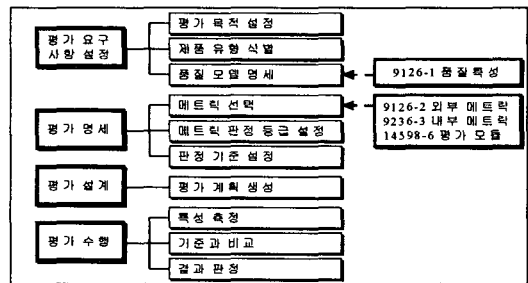 평가 요구
사항 설정
평가 목적 설정
제품 유형 식별
품질 모델 명세
9126-1 품질특성
평가 명세
메트릭 선택
메트릭 판정 등급 설정
판정 기준 설정
9126-2 외부 메트릭
9236-3 내부 메트릭
14598-6 평가 모듈
평가 설계
평가 계획 생성
평가 수행
특성 측정
기준과 비교
결과 판정